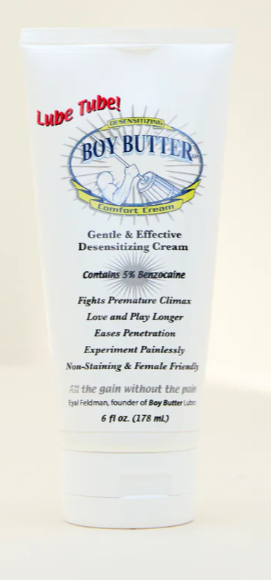 Lube Tube!
DESENSITIZING
BOY BUTTER
Comfort Cream
Gentle & Effective
Desensitizing Cream
Contains 5% Benzocaine
Fights Premature Climax
Love and Play Longer
Eases Penetration
Experiment Painlessly
Non-Staining & Female Friendly
All the gain without the pain
Eyal Feldman, founder of Boy Butter Lubes
6 fl oz. (178 mL)